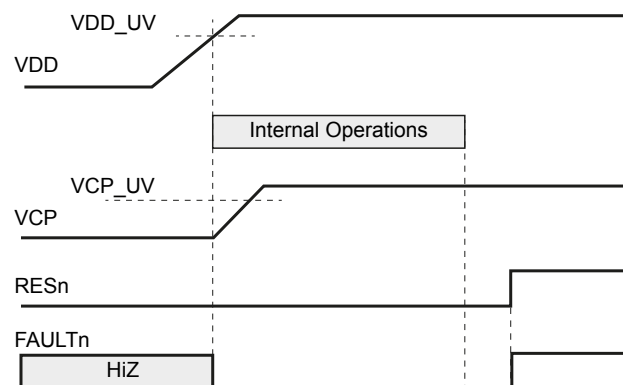 VDD_UV
VDD
Internal Operations
VCP_UV
VCP
RESn
FAULTn
HiZ